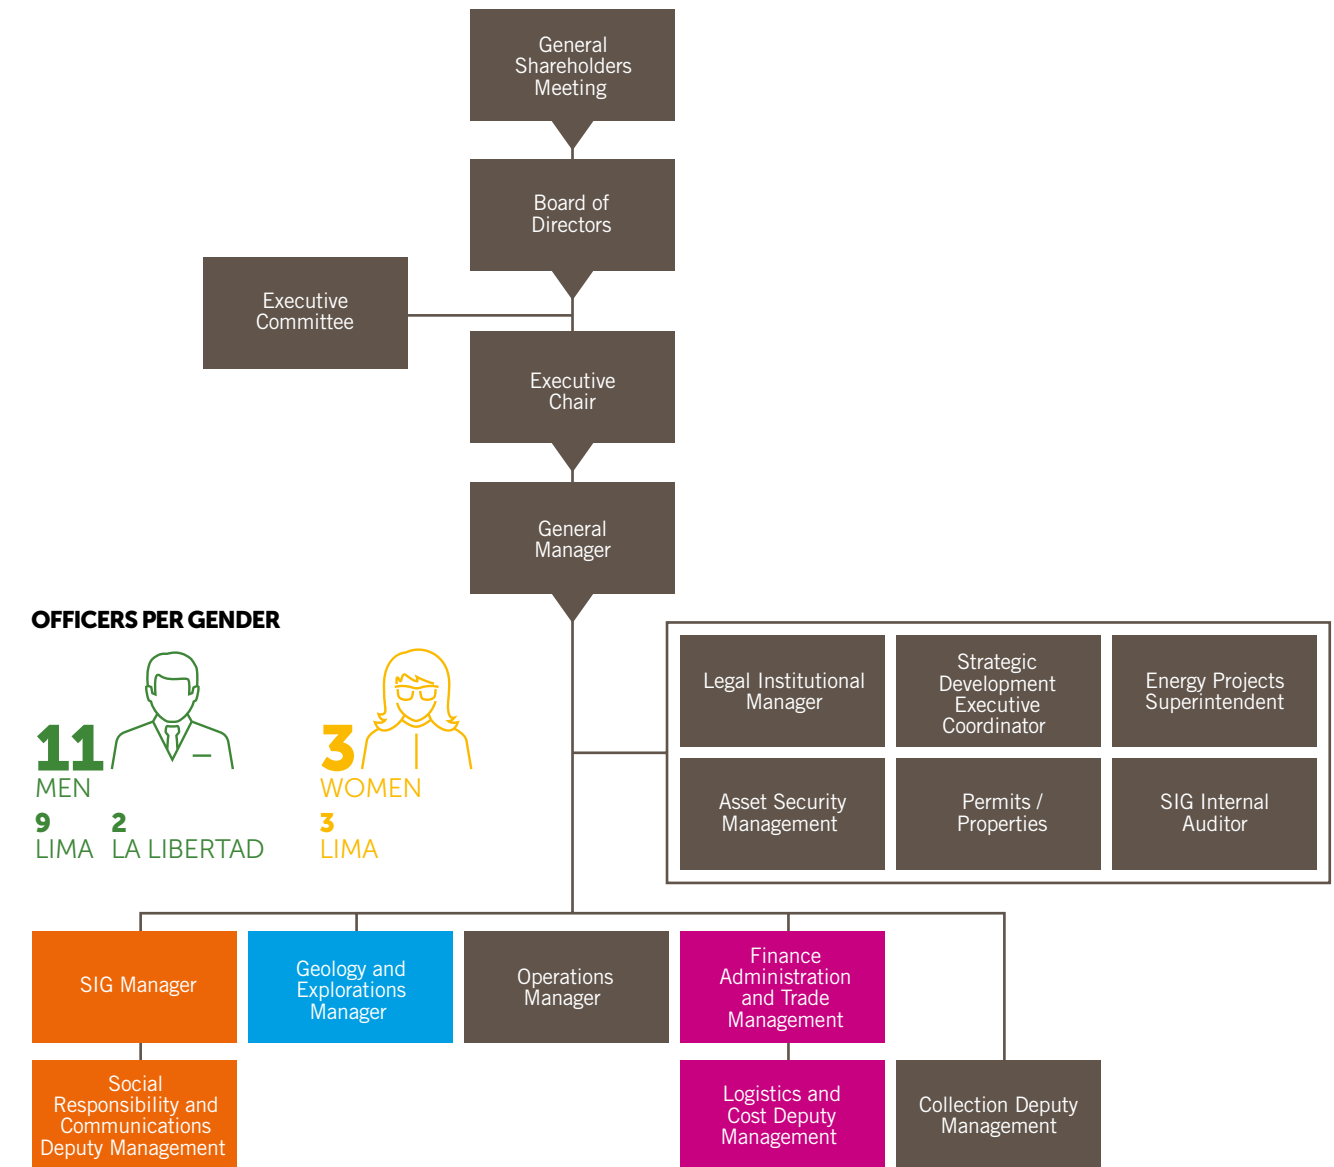 General
Shareholders
Meeting
Board of
Directors
Executive
Committee
Executive
Chair
General
Manager
OFFICERS PER GENDER
11
MEN
9
LIMA
2
LA LIBERTAD
3
WOMEN
3
LIMA
Legal Institutional
Manager
Strategic
Development
Executive
Coordinator
Energy Projects
Superintendent
Asset Security
Management
Permits /
Properties
SIG Internal
Auditor
SIG Manager
Geology and
Explorations
Manager
Operations
Manager
Finance
Administration
and Trade
Management
Social
Responsibility and
Communications
Deputy Management
Logistics and
Cost Deputy
Management
Collection Deputy
Management